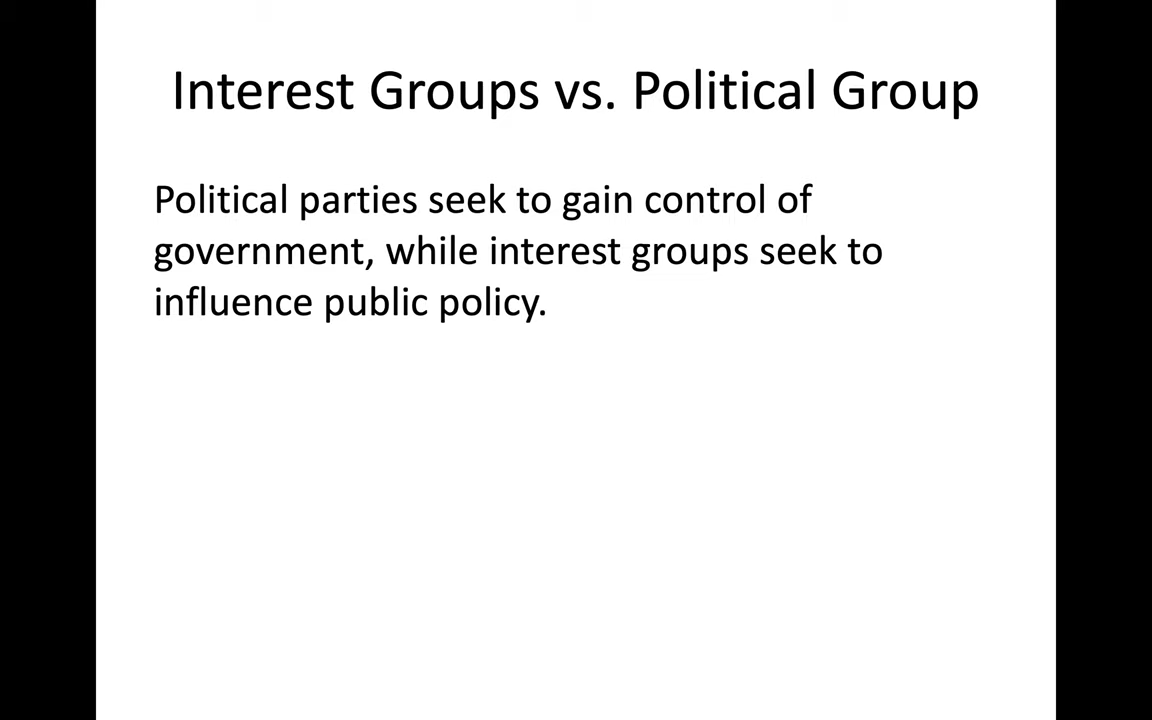 Interest Groups vs. Political Group
Political parties seek to gain control of
government, while interest groups seek to
influence public policy.